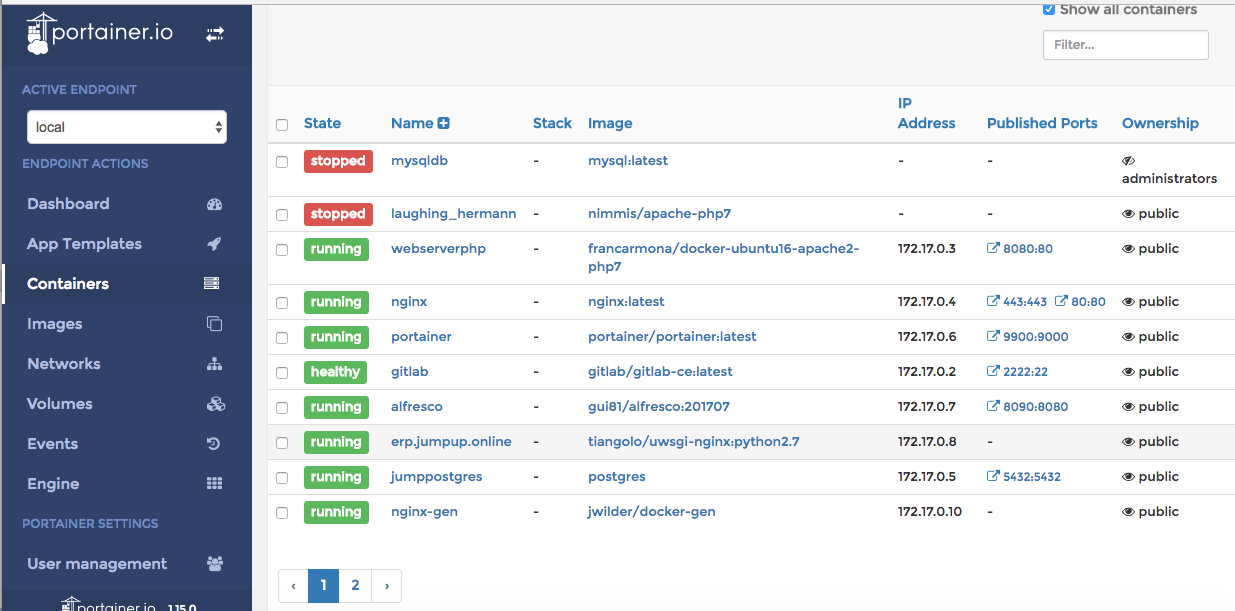 portainer.io
ACTIVE ENDPOINT
local
ENDPOINT ACTIONS
Dashboard
App Templates
Containers
Images
Networks
Volumes
Events
Engine
PORTAINER SETTINGS
User management
portainer.io 1.15.0
Show all containers
Filter...
State Name Stack Image IP Address Published Ports Ownership
stopped mysqldb - mysql:latest - - administrators
stopped laughing_hermann - nimmis/apache-php7 - - public
running webserverphp - francarmona/docker-ubuntu16-apache2-php7 172.17.0.3 8080:80 public
running nginx - nginx:latest 172.17.0.4 443:443 80:80 public
running portainer - portainer/portainer:latest 172.17.0.6 9900:9000 public
healthy gitlab - gitlab/gitlab-ce:latest 172.17.0.2 2222:22 public
running alfresco - gui81/alfresco:201707 172.17.0.7 8090:8080 public
running erp.jumpup.online - tiangolo/uwsgi-nginx:python2.7 172.17.0.8 - public
running jumppostgres - postgres 172.17.0.5 5432:5432 public
running nginx-gen - jwilder/docker-gen 172.17.0.10 - public
‹ 1 2 ›